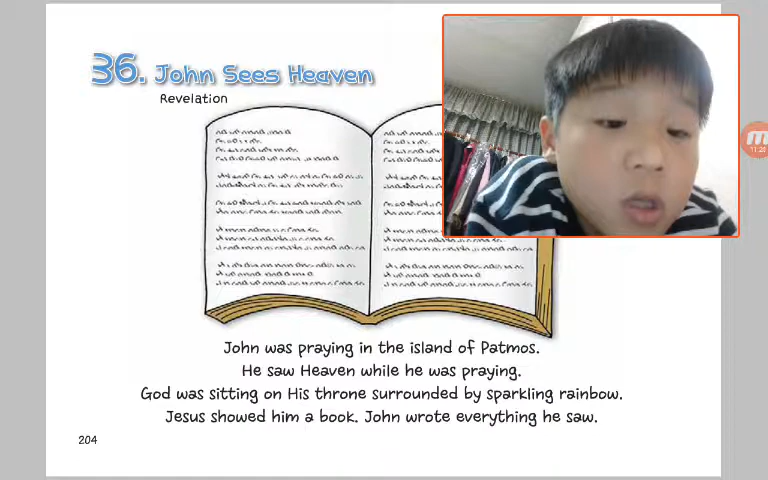 36. John Sees Heaven
Revelation
John was praying in the island of Patmos.
He saw Heaven while he was praying.
God was sitting on His throne surrounded by sparkling rainbow.
Jesus showed him a book. John wrote everything he saw.
204
M